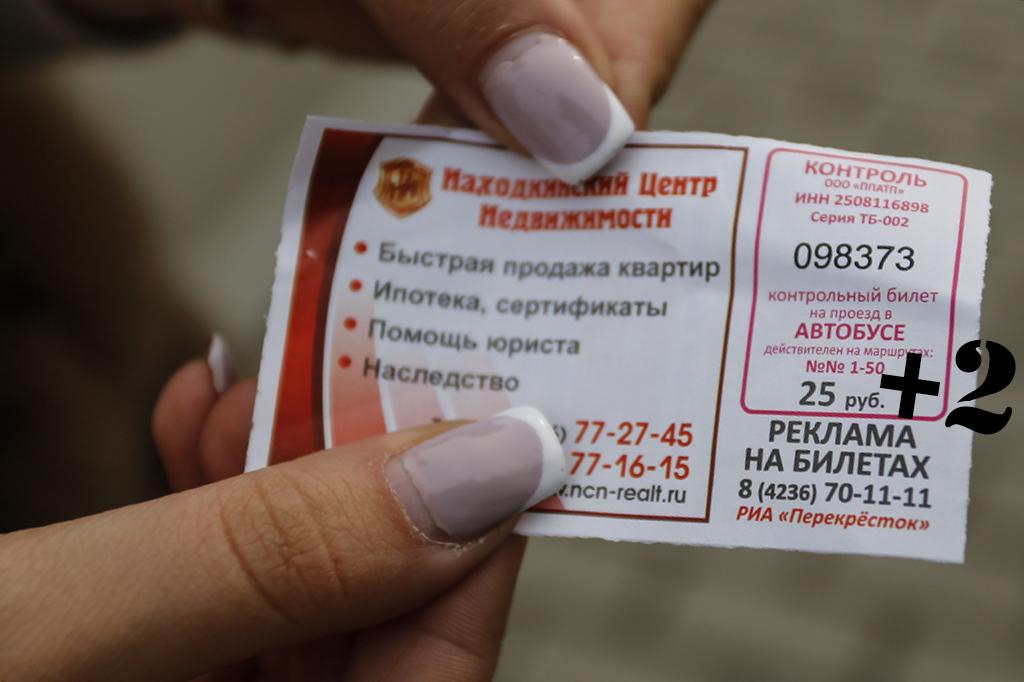 Находкинский Центр
Недвижимости
• Быстрая продажа квартир
• Ипотека, сертификаты
• Помощь юриста
• Наследство
77-27-45
77-16-15
.ncn-realt.ru
КОНТРОЛЬ
ООО «ППАТП»
ИНН 2508116898
Серия ТБ-002
098373
контрольный билет
на проезд в
АВТОБУСЕ
действителен на маршрутах:
№№ 1-50
25 руб. +2
РЕКЛАМА
НА БИЛЕТАХ
8 (4236) 70-11-11
РИА «Перекрёсток»